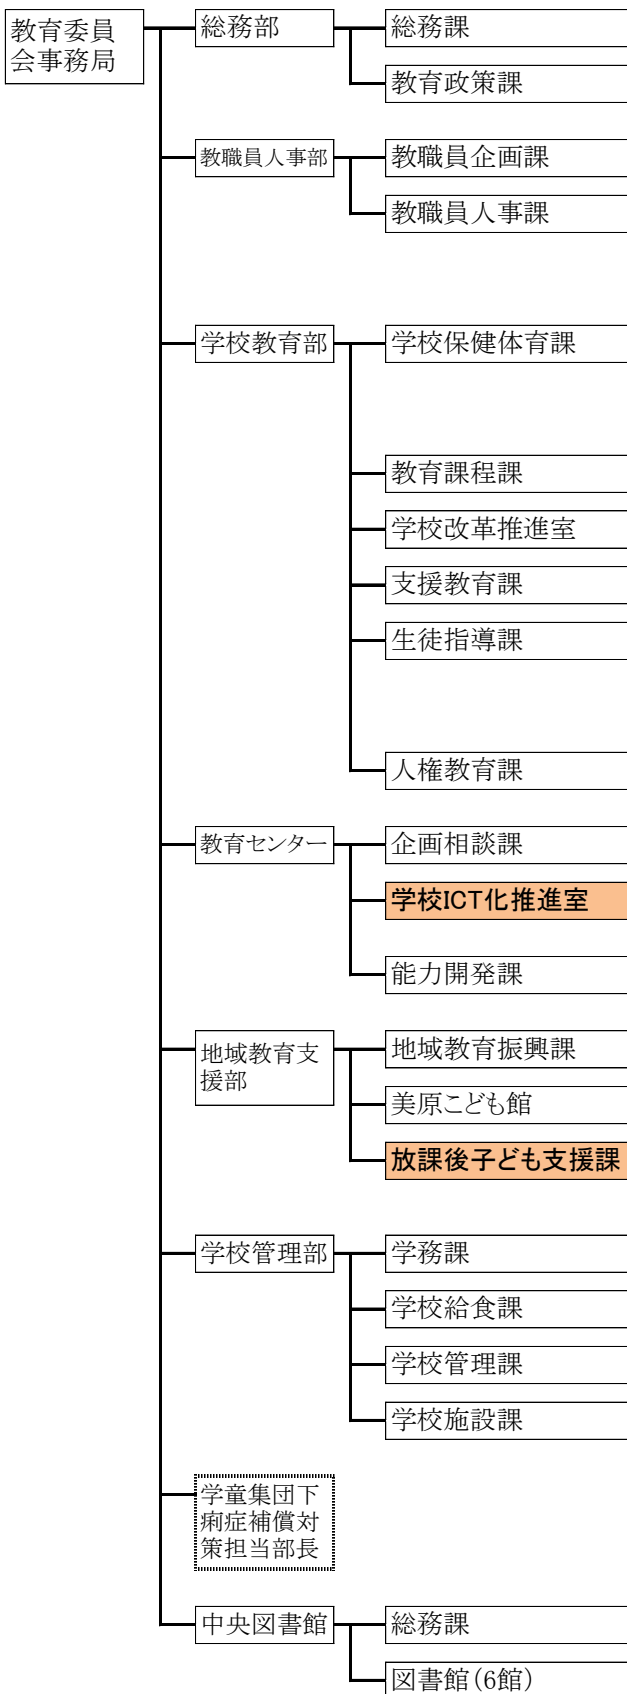 教育委員
会事務局
総務部
総務課
教育政策課
教職員人事部
教職員企画課
教職員人事課
学校教育部
学校保健体育課
教育課程課
学校改革推進室
支援教育課
生徒指導課
人権教育課
教育センター
企画相談課
学校ICT化推進室
能力開発課
地域教育支
援部
地域教育振興課
美原こども館
放課後子ども支援課
学校管理部
学務課
学校給食課
学校管理課
学校施設課
学童集団下
痢症補償対
策担当部長
中央図書館
総務課
図書館(6館)